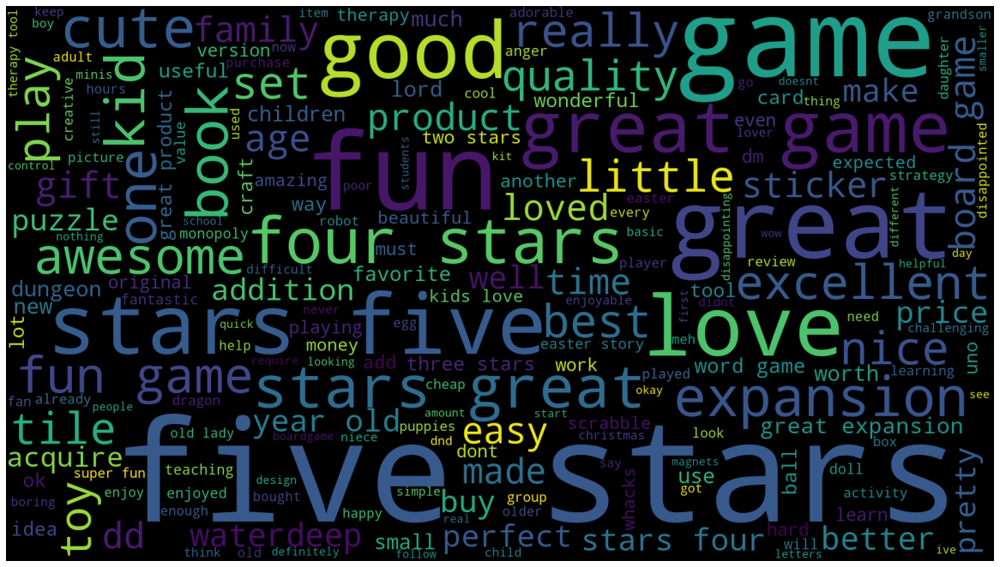 keep
item
therapy
much
adorable
grandson
boy
cute
family
good
really
game
therapy tool
adult
version
now
anger
smaller
minis
useful
purchase
go
doesnt
daughter
play
kid
hours
set
quality
card
thing
make
board game
creative
lord
cool
wonderful
still
book
used
children
product
great game
even
lover
disappointed
picture
value
age
fun
two stars
dm
expected
control
one
great product
craft
amazing
poor
students
kit
another
little
sticker
strategy
gift
way
loved
every
easter
school
robot
beautiful
basic
great
different
puzzle
nothing
monopoly
must
four stars
wow
day
awesome
difficult
player
disappointing
review
helpful
dungeon
original
addition
favorite
well
time
tool
excellent
new
fantastic
kids love
enjoyable
first
didnt
price
lot
stars five
never
best
love
need
challenging
quick
playing
egg
meh
nice
help
money
easter story
played
word game
learning
uno
fun game
require
looking
add
three stars
work
worth
fan
already
people
dragon
stars great
cheap
okay
expansion
see
tile
old lady
year old
amount
start
scrabble
great expansion
puppies
easy
christmas
look
box
acquire
boardgame
niece
dnd
dont
super fun
teaching
say
magnets
ok
toy
design
made
whacks
use
ball
doll
pretty
enjoy
enjoyed
bought
simple
group
got
activity
boring
five stars
buy
older
learn
enough
happy
real
idea
dd
waterdeep
small
perfect
stars four
hard
will
better
ive
think
old
definitely
follow
child
letters